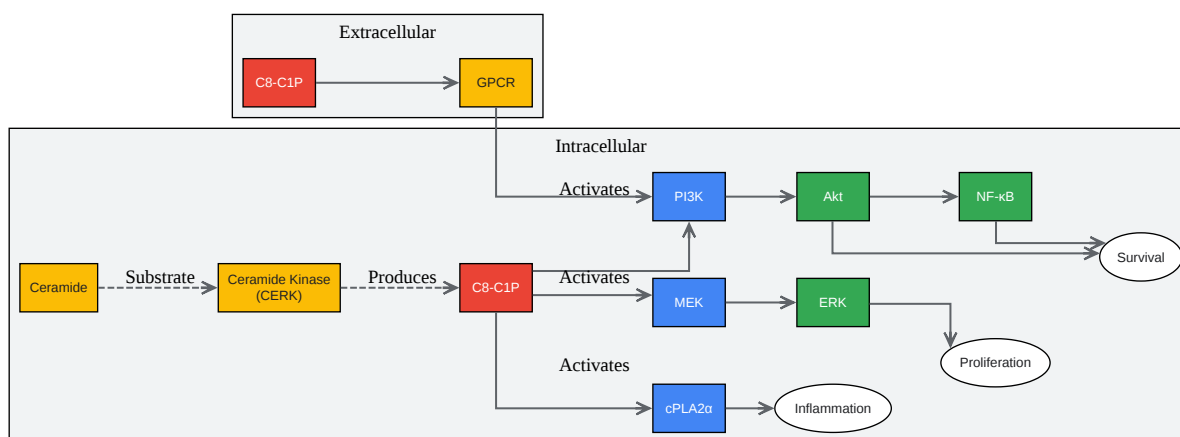 Extracellular
C8-C1P
GPCR
Intracellular
Activates
PI3K
Akt
NF-κB
Survival
Ceramide
Substrate
Ceramide Kinase
(CERK)
Produces
C8-C1P
Activates
MEK
ERK
Proliferation
Activates
cPLA2α
Inflammation